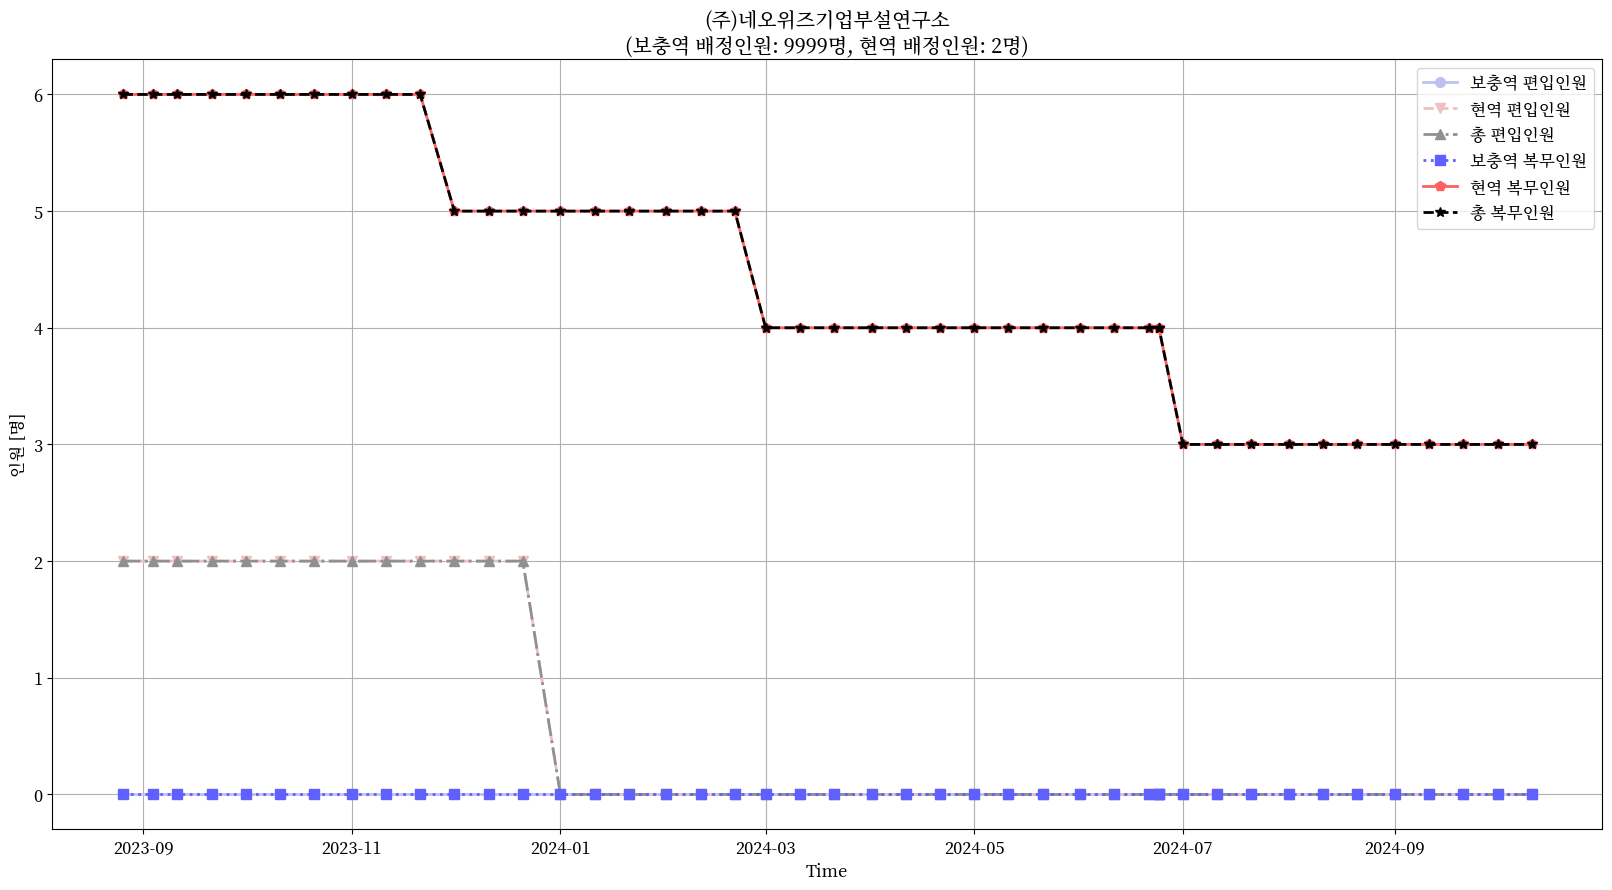 (주)네오위즈기업부설연구소
(보충역 배정인원: 9999명, 현역 배정인원: 2명)
보충역 편입인원
현역 편입인원
총 편입인원
보충역 복무인원
현역 복무인원
총 복무인원
인원 [명]
6
5
4
3
2
1
0
2023-09
2023-11
2024-01
2024-03
2024-05
2024-07
2024-09
Time